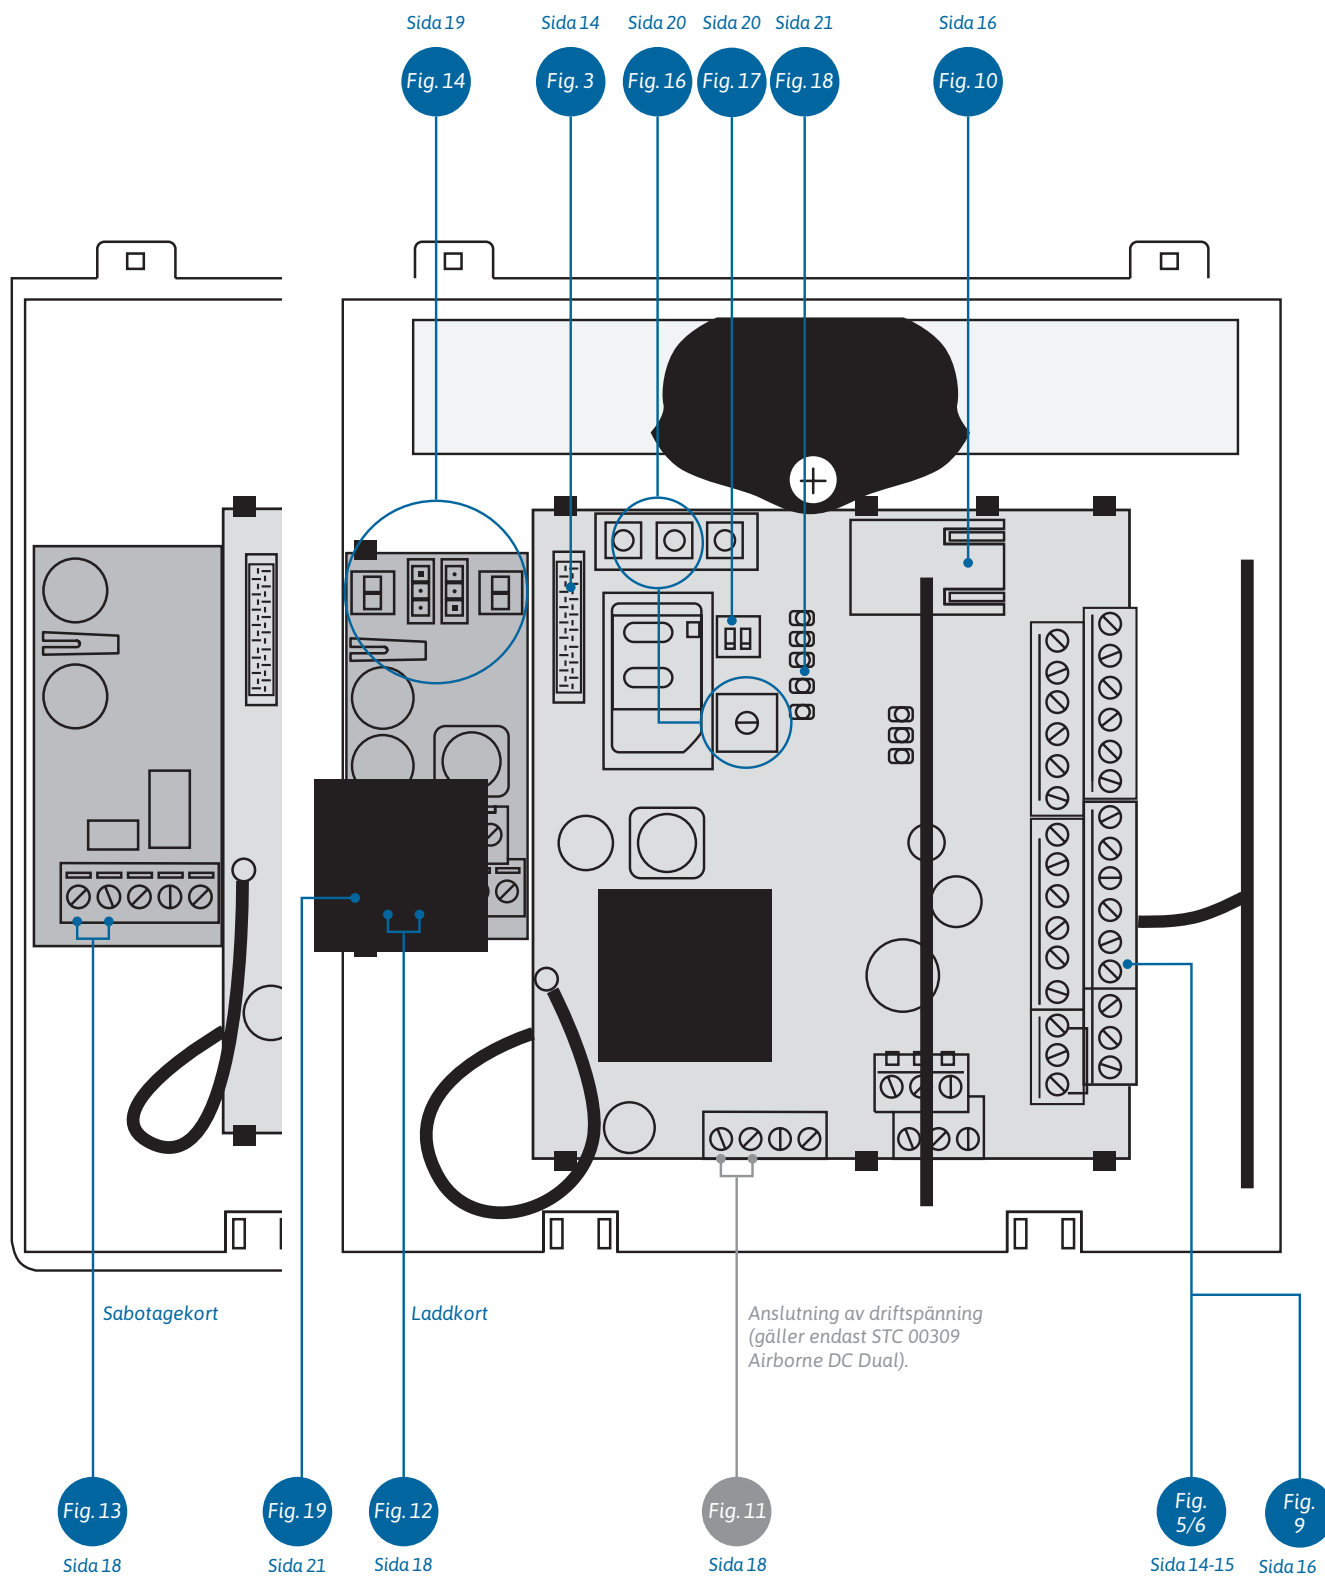 Sida 19
Sida 14
Sida 20
Sida 20
Sida 21
Sida 16
Fig. 14
Fig. 3
Fig. 16
Fig. 17
Fig. 18
Fig. 10
Sabotagekort
Laddkort
Anslutning av driftspänning
(gäller endast STC 00309
Airborne DC Dual).
Fig. 13
Fig. 19
Fig. 12
Fig. 11
Fig.
5/6
Fig.
9
Sida 18
Sida 21
Sida 18
Sida 18
Sida 14-15
Sida 16